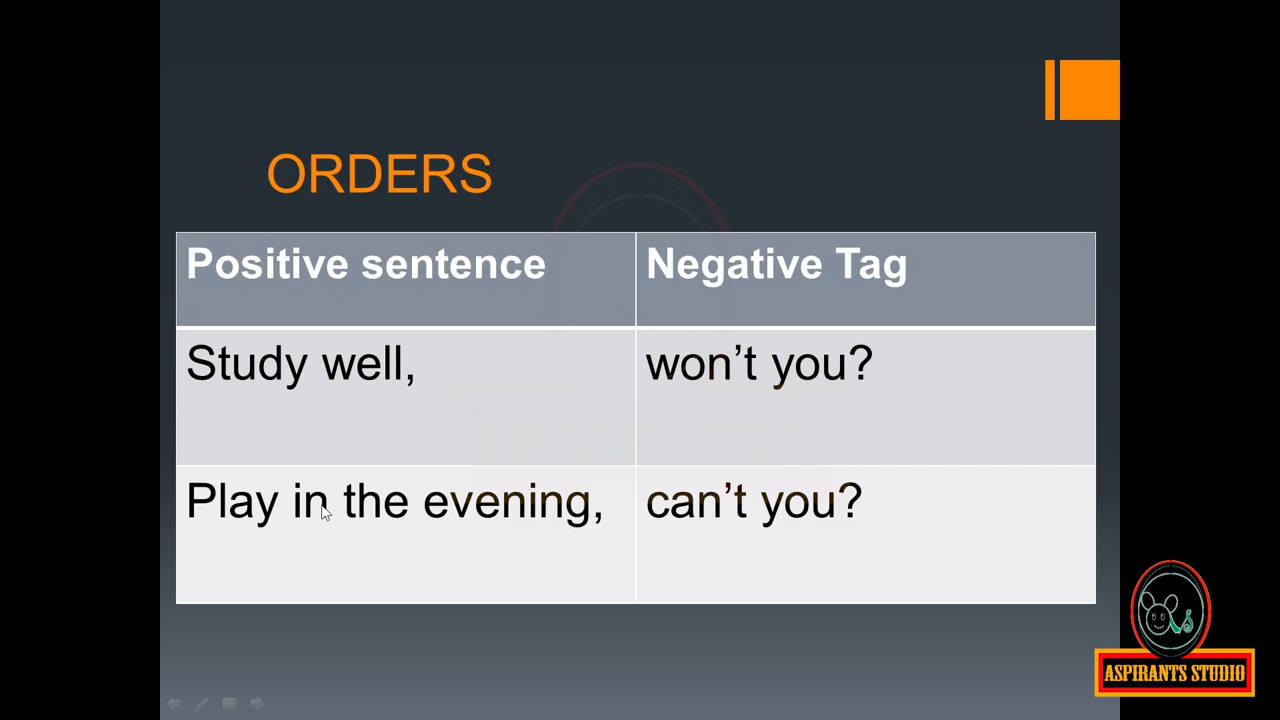 ORDERS
Positive sentence
Negative Tag
Study well,
won’t you?
Play in the evening,
can’t you?
ASPIRANTS STUDIO